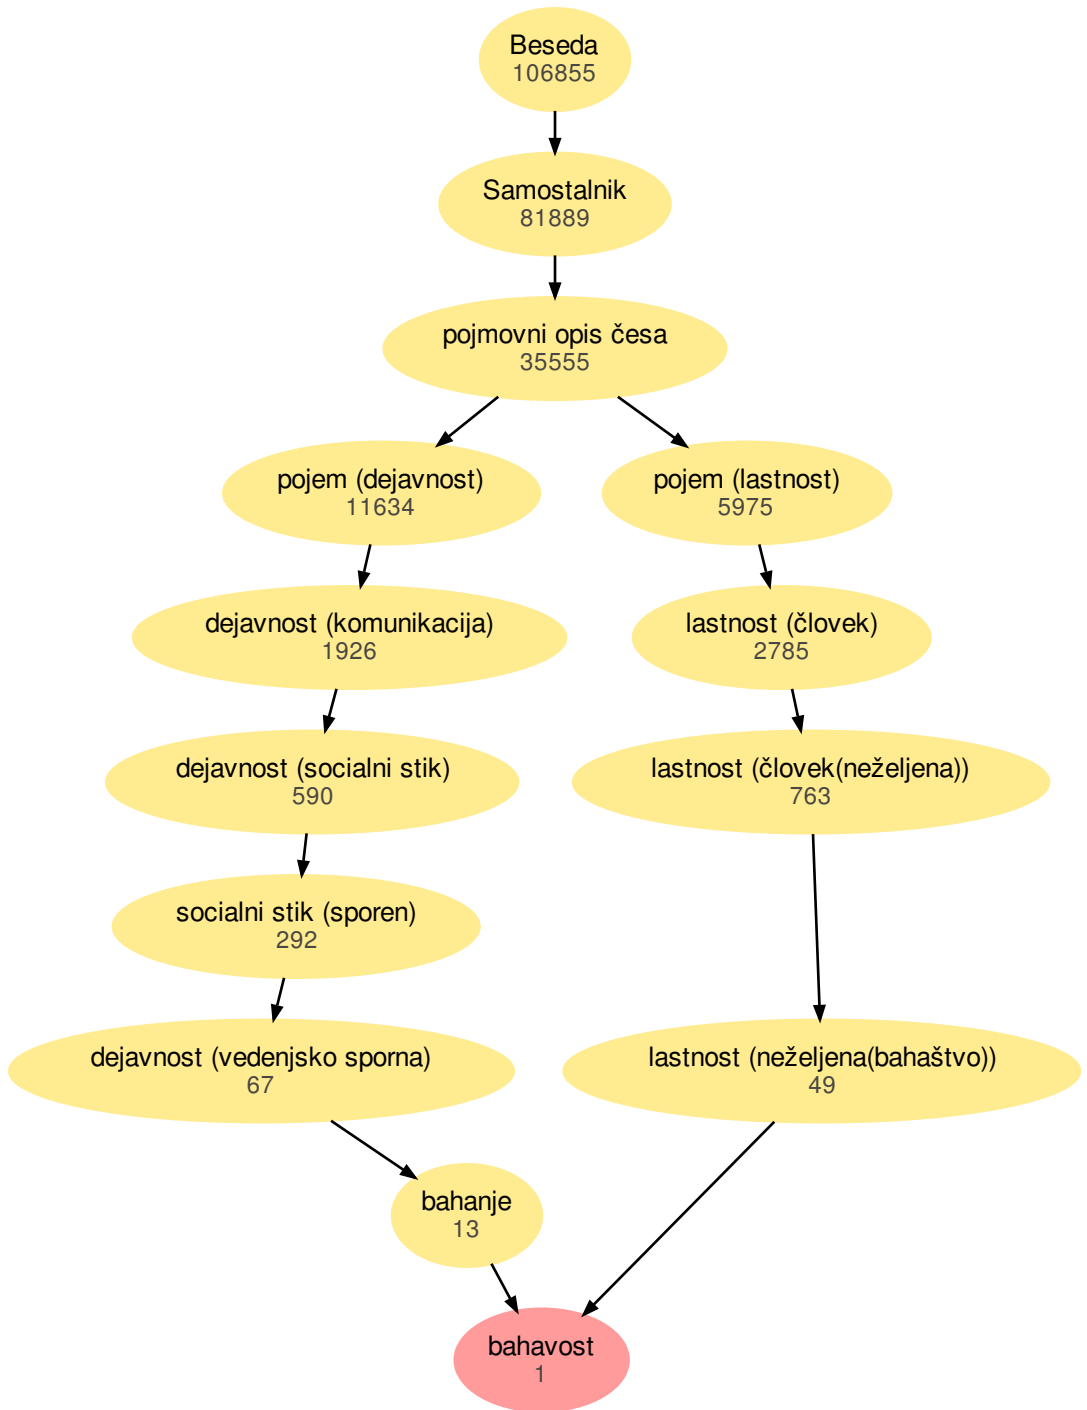 Beseda
106855
Samostalnik
81889
pojmovni opis česa
35555
pojem (dejavnost)
11634
pojem (lastnost)
5975
dejavnost (komunikacija)
1926
lastnost (človek)
2785
dejavnost (socialni stik)
590
lastnost (človek(neželjena))
763
socialni stik (sporen)
292
dejavnost (vedenjsko sporna)
67
lastnost (neželjena(bahaštvo))
49
bahanje
13
bahavost
1